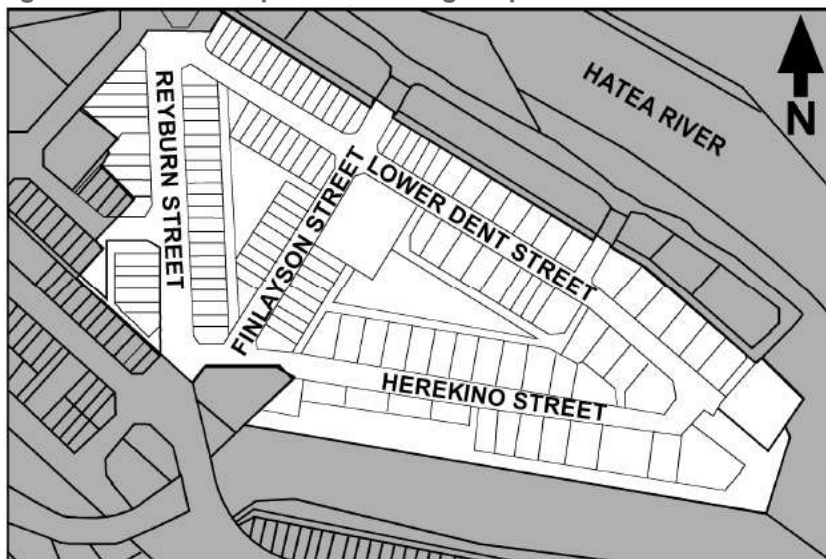 HATEA RIVER
N
REYBURN STREET
FINLAYSON STREET
LOWER DENT STREET
HEREKINO STREET